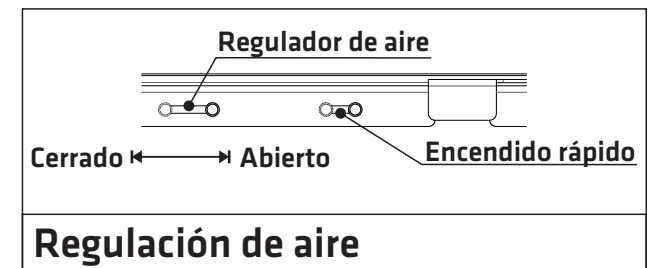 Regulador de aire
Cerrado Abierto
Encendido rápido
Regulación de aire